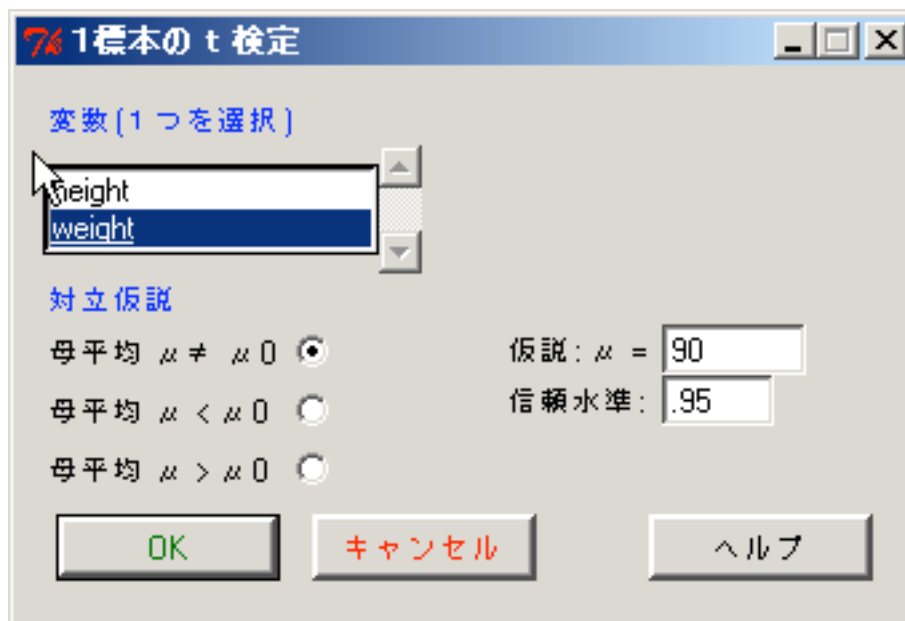 1標本の t 検定
変数(1 つを選択)
height
weight
対立仮説
母平均 μ≠ μ0
仮説: μ = 90
母平均 μ < μ0
信頼水準: .95
母平均 μ > μ0
OK
キャンセル
ヘルプ